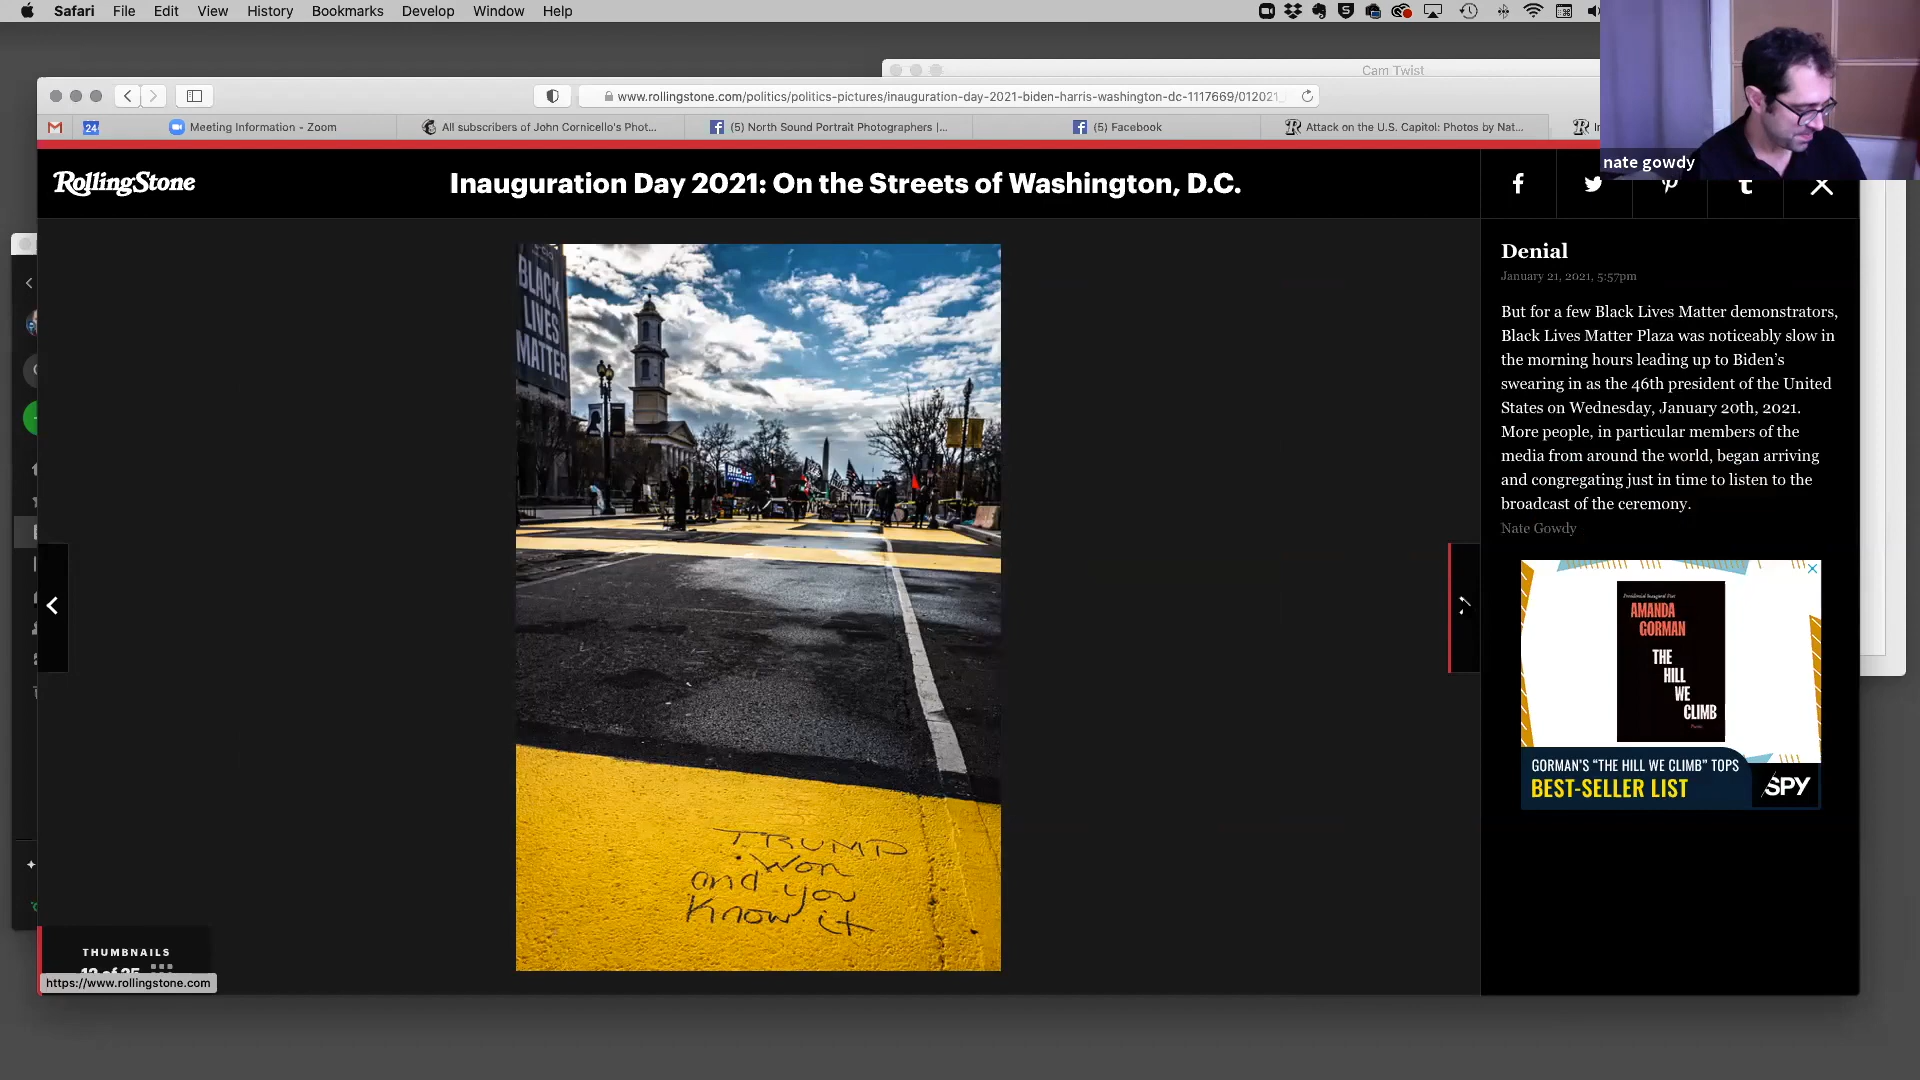 Safari File Edit View History Bookmarks Develop Window Help
Cam Twist
www.rollingstone.com/politics/politics-pictures/inauguration-day-2021-biden-harris-washington-dc-1117669/012021_
24 Meeting Information - Zoom All subscribers of John Cornicello's Phot... (5) North Sound Portrait Photographers |... (5) Facebook Attack on the U.S. Capitol: Photos by Nat...
nate gowdy
RollingStone
Inauguration Day 2021: On the Streets of Washington, D.C.
BLACK
LIVES
MATTER
BIDEN
TRUMP
Won
and you
Know it
Denial
January 21, 2021, 5:57pm
But for a few Black Lives Matter demonstrators,
Black Lives Matter Plaza was noticeably slow in
the morning hours leading up to Biden's
swearing in as the 46th president of the United
States on Wednesday, January 20th, 2021.
More people, in particular members of the
media from around the world, began arriving
and congregating just in time to listen to the
broadcast of the ceremony.
Nate Gowdy
Presidential Inaugural Poet
AMANDA
GORMAN
THE
HILL
WE
CLIMB
GORMAN'S "THE HILL WE CLIMB" TOPS
BEST-SELLER LIST
SPY
THUMBNAILS
https://www.rollingstone.com